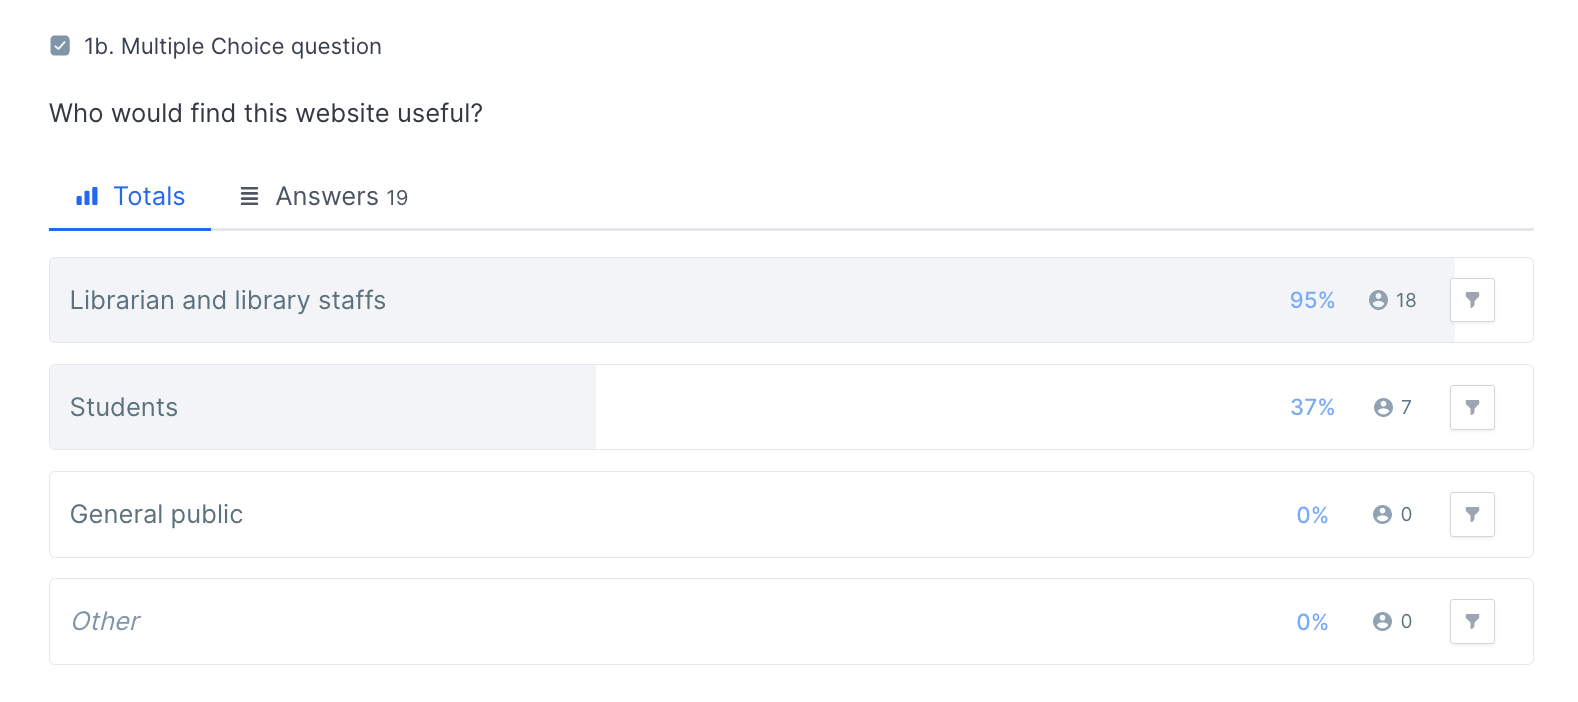 1b. Multiple Choice question
Who would find this website useful?
Totals Answers 19
Librarian and library staffs 95% 18
Students 37% 7
General public 0% 0
Other 0% 0